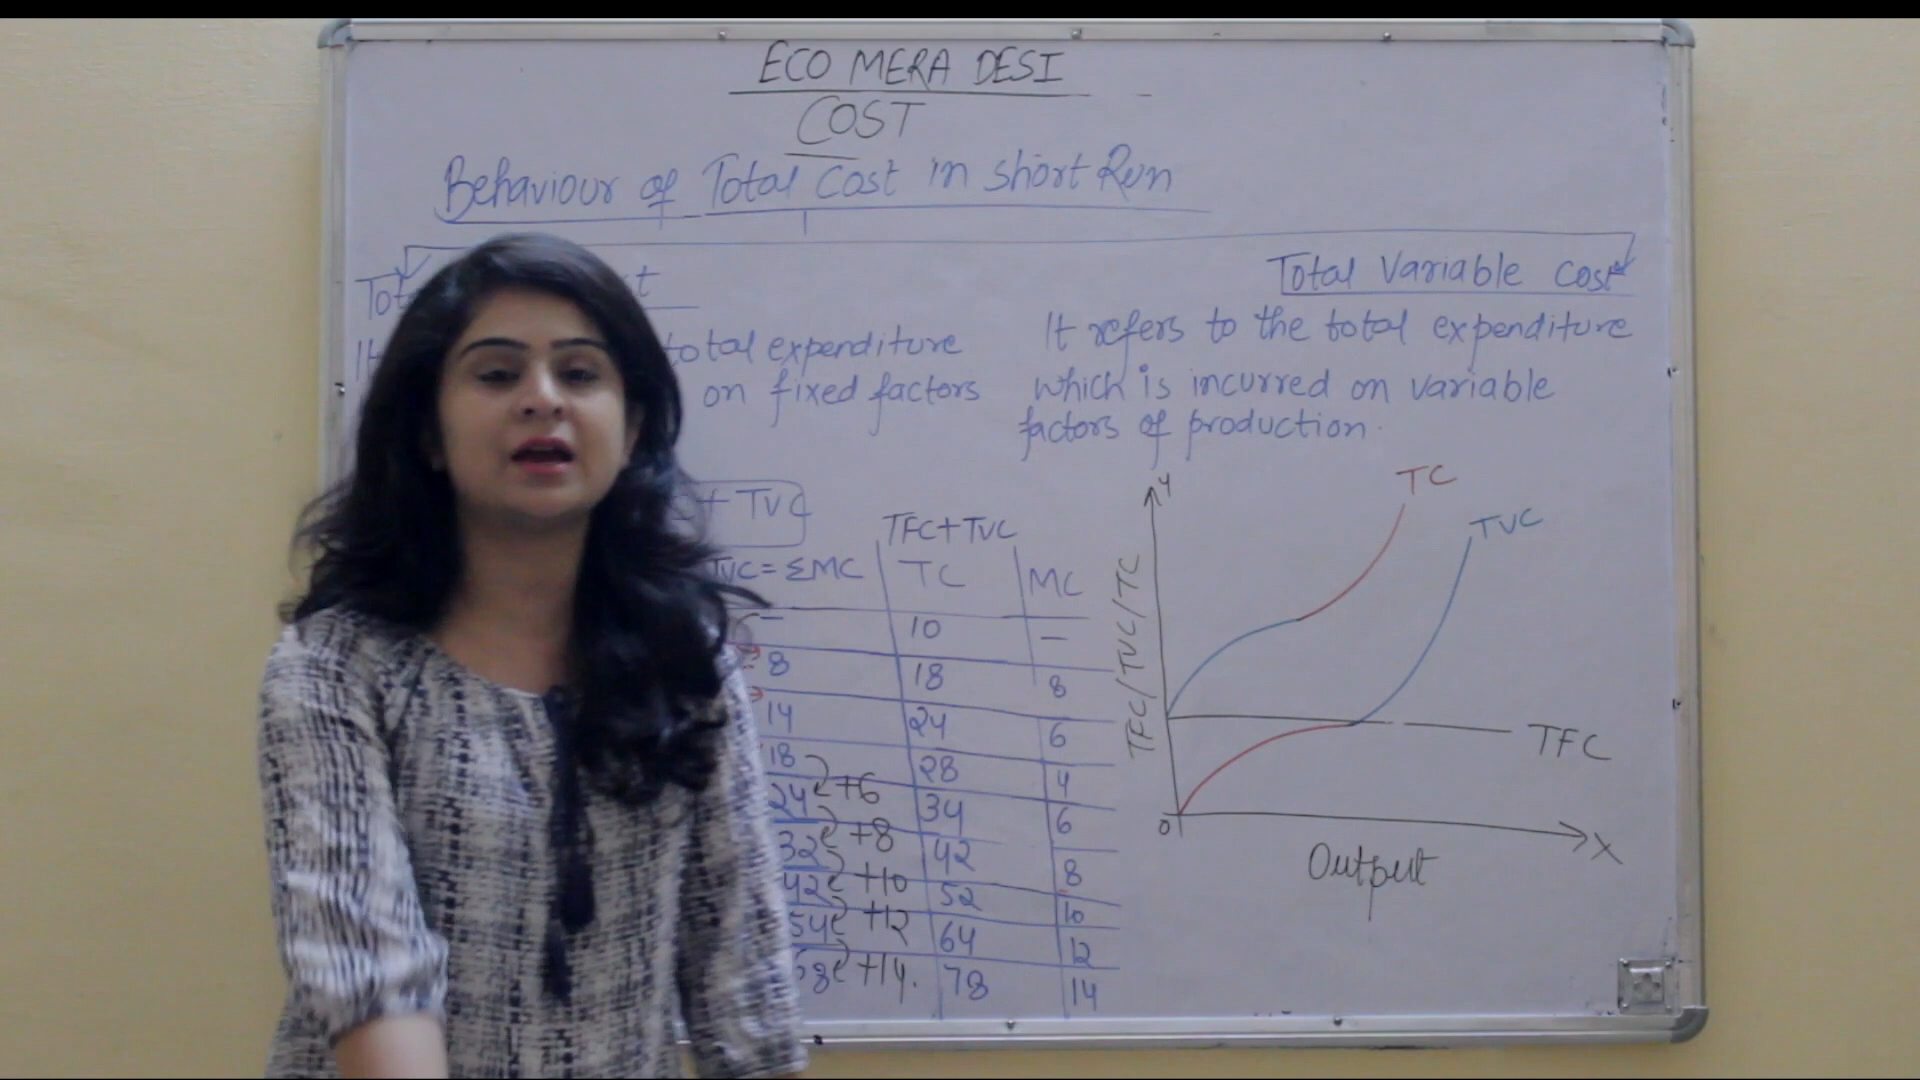 ECO MERA DESI
COST
Behaviour of Total Cost in Short Run
Total Variable Cost
total expenditure
on fixed factors
It refers to the total expenditure
which is incurred on variable
factors of production.
+ TVC
TFC+TVC
TVC=ΣMC TC MC
- 10 -
8 18 8
14 24 6
18 28 4
24 +6 34 6
32 +8 42 8
42 +10 52 10
54 +12 64 12
68 +14. 78 14
Y
TC
TVC
TFC/TVC/TC
TFC
0
X
Output